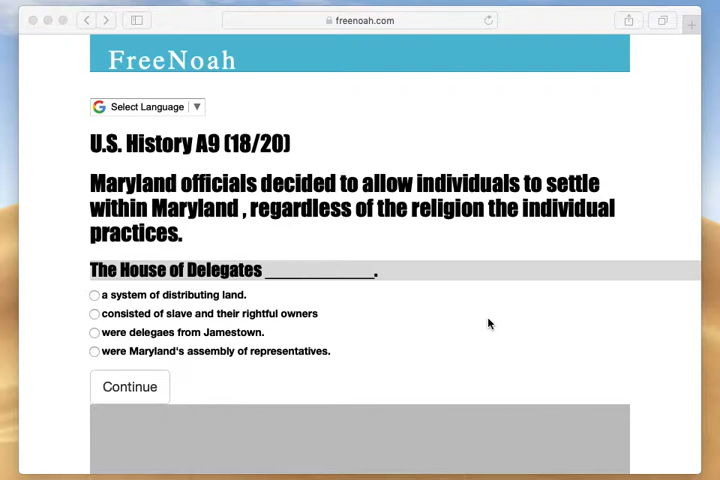 freenoah.com
FreeNoah
Select Language ▼
U.S. History A9 (18/20)
Maryland officials decided to allow individuals to settle
within Maryland , regardless of the religion the individual
practices.
The House of Delegates ____________.
a system of distributing land.
consisted of slave and their rightful owners
were delegaes from Jamestown.
were Maryland's assembly of representatives.
Continue